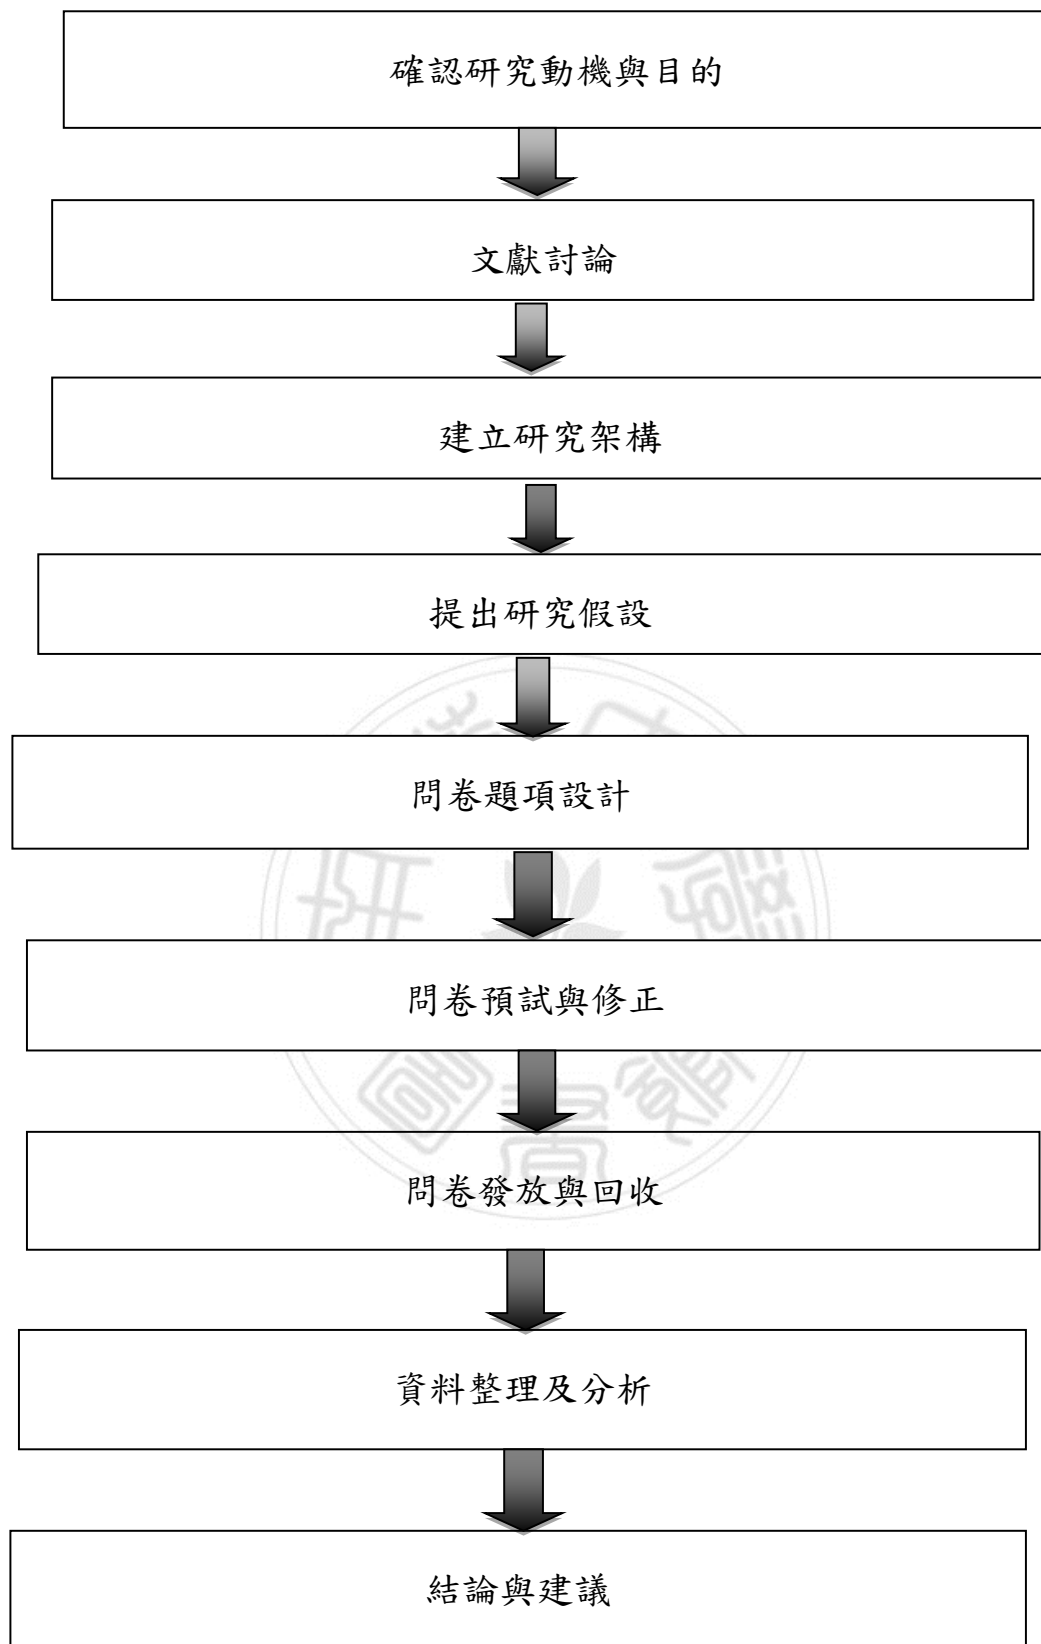 確認研究動機與目的
文獻討論
建立研究架構
提出研究假設
問卷題項設計
問卷預試與修正
問卷發放與回收
資料整理及分析
結論與建議